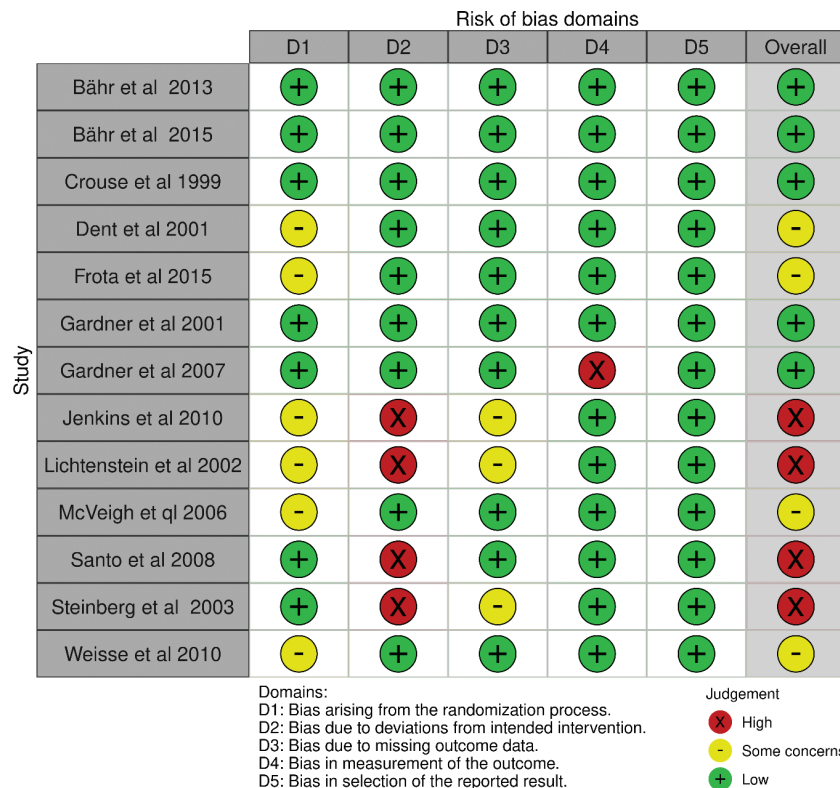 Risk of bias domains
D1 D2 D3 D4 D5 Overall
Study
Bähr et al 2013 + + + + + +
Bähr et al 2015 + + + + + +
Crouse et al 1999 + + + + + +
Dent et al 2001 - + + + + -
Frota et al 2015 - + + + + -
Gardner et al 2001 + + + + + +
Gardner et al 2007 + + + X + +
Jenkins et al 2010 - X - + + X
Lichtenstein et al 2002 - X - + + X
McVeigh et ql 2006 - + + + + -
Santo et al 2008 + X + + + X
Steinberg et al 2003 + X - + + X
Weisse et al 2010 - + + + + -
Domains:
D1: Bias arising from the randomization process.
D2: Bias due to deviations from intended intervention.
D3: Bias due to missing outcome data.
D4: Bias in measurement of the outcome.
D5: Bias in selection of the reported result.
Judgement
X High
- Some concerns
+ Low